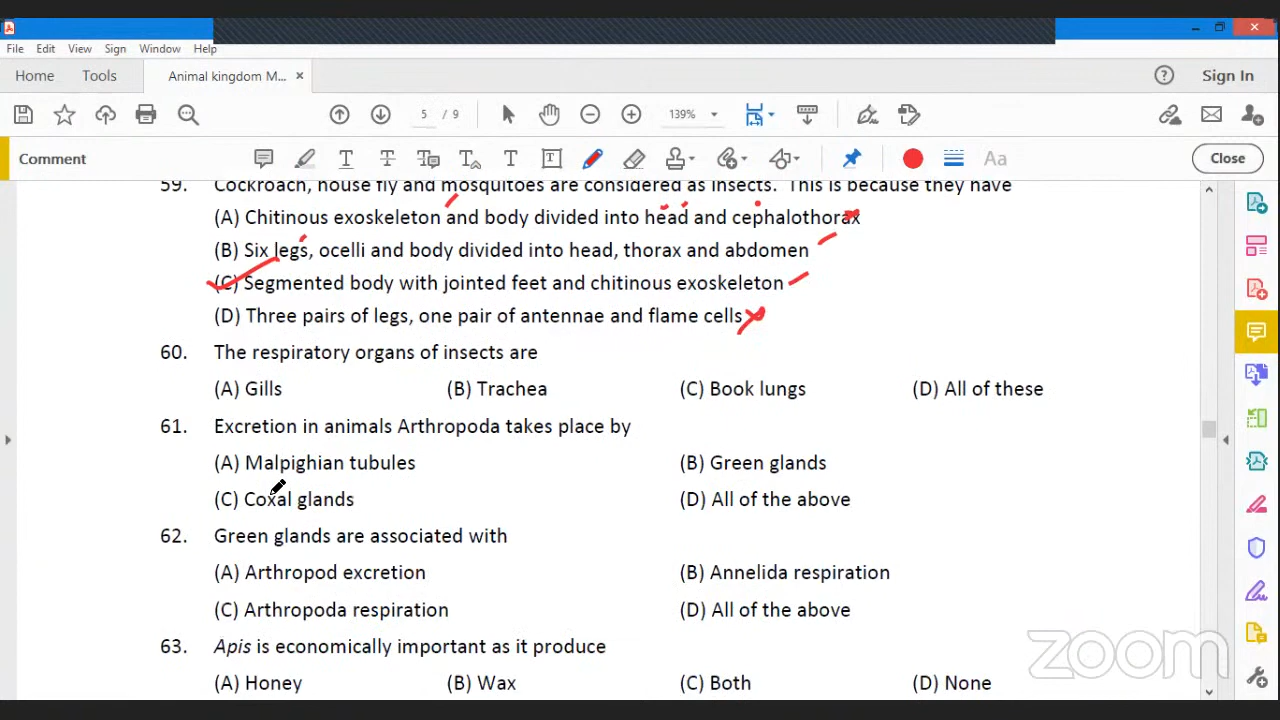 File Edit View Sign Window Help
Home Tools Animal kingdom M... × Sign In
5 / 9 139%
Comment Aa Close
59. Cockroach, house fly and mosquitoes are considered as insects. This is because they have
(A) Chitinous exoskeleton and body divided into head and cephalothorax
(B) Six legs, ocelli and body divided into head, thorax and abdomen
(C) Segmented body with jointed feet and chitinous exoskeleton
(D) Three pairs of legs, one pair of antennae and flame cells
60. The respiratory organs of insects are
(A) Gills (B) Trachea (C) Book lungs (D) All of these
61. Excretion in animals Arthropoda takes place by
(A) Malpighian tubules (B) Green glands
(C) Coxal glands (D) All of the above
62. Green glands are associated with
(A) Arthropod excretion (B) Annelida respiration
(C) Arthropoda respiration (D) All of the above
63. Apis is economically important as it produce
zoom
(A) Honey (B) Wax (C) Both (D) None